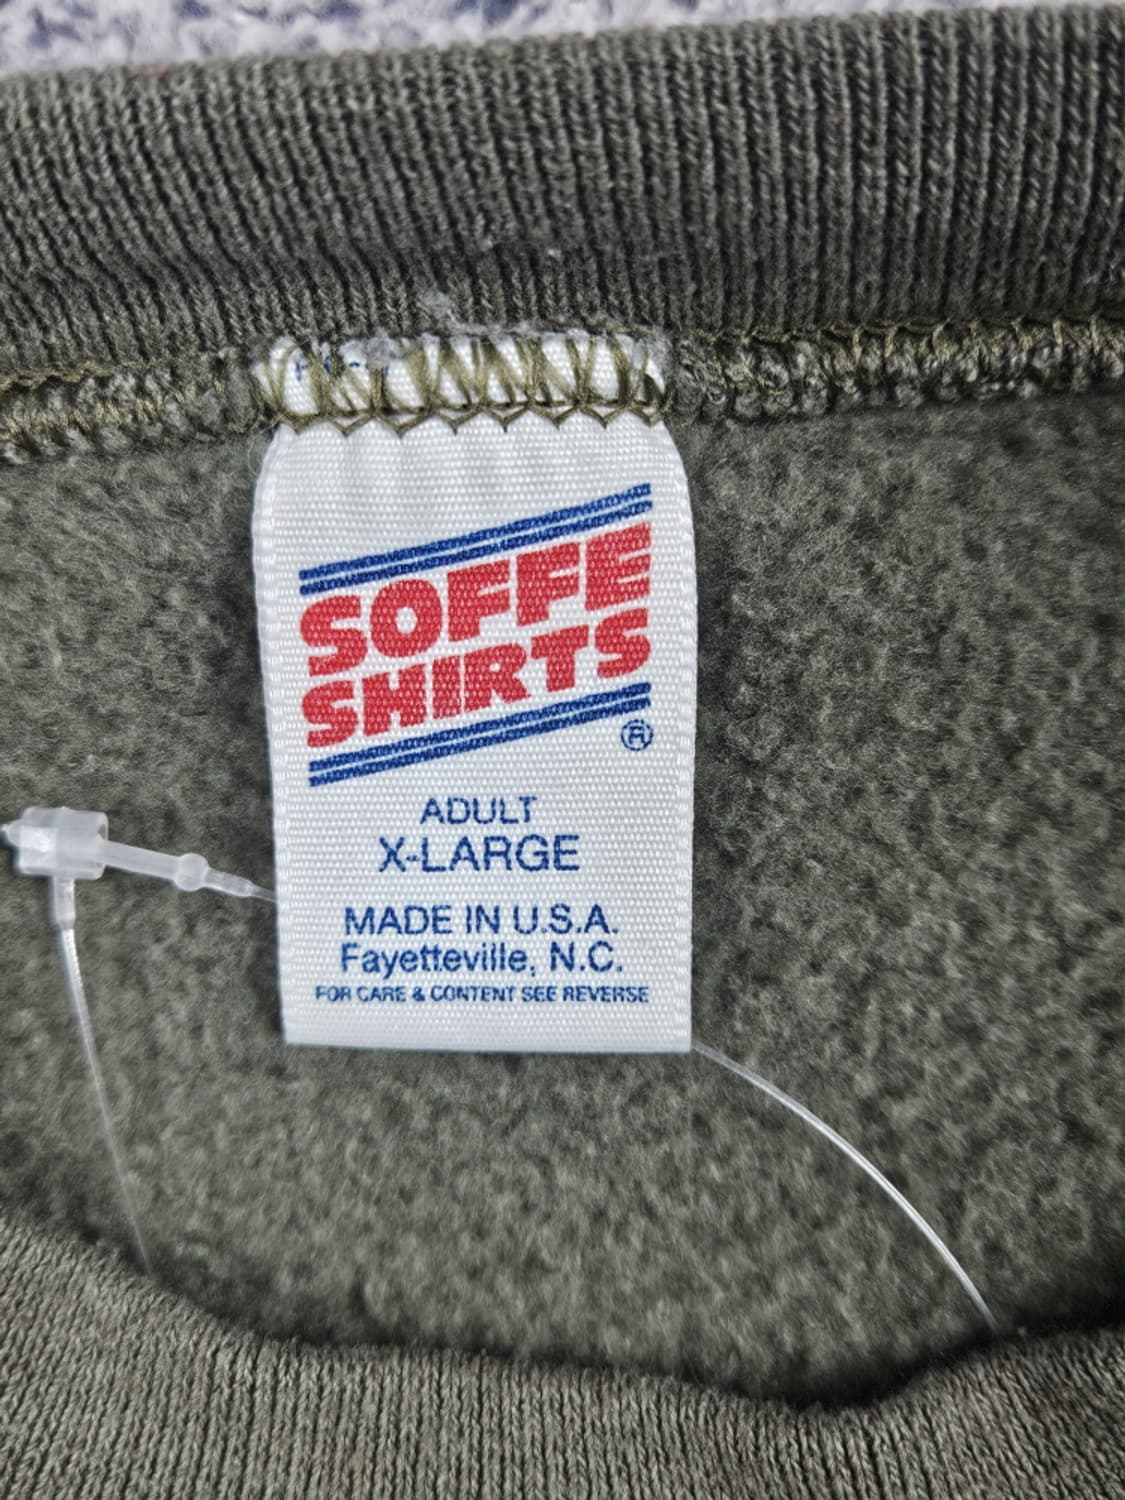 SOFFE
SHIRTS
®
ADULT
X-LARGE
MADE IN U.S.A.
Fayetteville, N.C.
FOR CARE & CONTENT SEE REVERSE